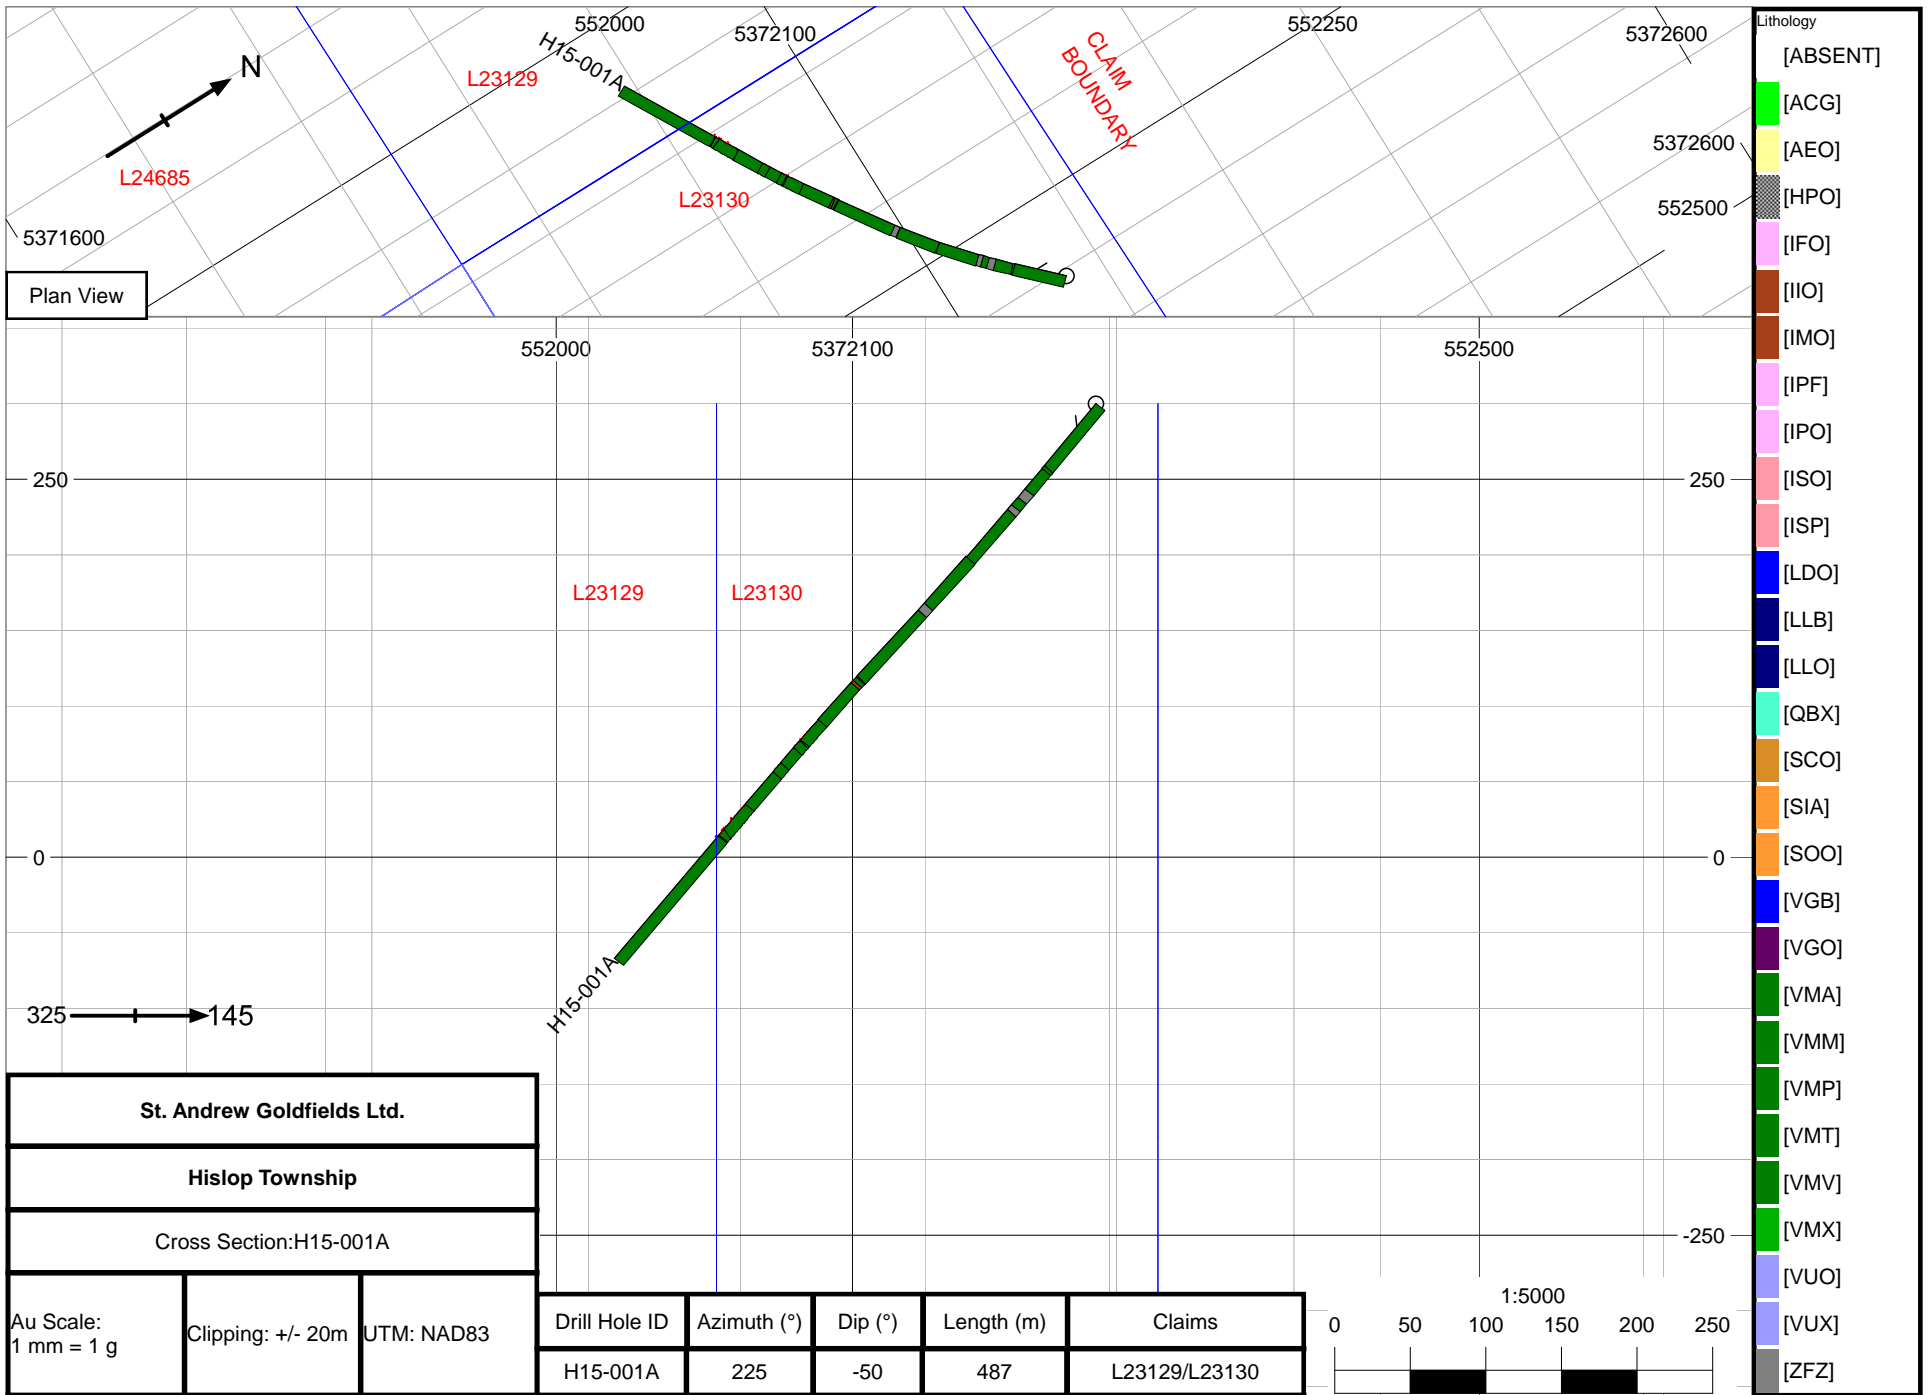 552000
5372100
552250
5372600
H15-001A
L23129
CLAIM
BOUNDARY
N
L24685
L23130
5372600
552500
5371600
Plan View
552000
5372100
552500
250
250
L23129
L23130
0
0
H15-001A
325
145
-250
St. Andrew Goldfields Ltd.
Hislop Township
Cross Section:H15-001A
Au Scale:
1 mm = 1 g
Clipping: +/- 20m
UTM: NAD83
Drill Hole ID Azimuth (°) Dip (°) Length (m) Claims
H15-001A 225 -50 487 L23129/L23130
1:5000
0 50 100 150 200 250
Lithology
[ABSENT]
[ACG]
[AEO]
[HPO]
[IFO]
[IIO]
[IMO]
[IPF]
[IPO]
[ISO]
[ISP]
[LDO]
[LLB]
[LLO]
[QBX]
[SCO]
[SIA]
[SOO]
[VGB]
[VGO]
[VMA]
[VMM]
[VMP]
[VMT]
[VMV]
[VMX]
[VUO]
[VUX]
[ZFZ]